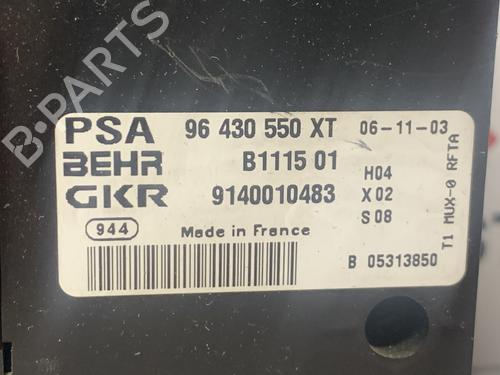 PSA 96 430 550 XT 06-11-03
BEHR B1115 01 H04
GKR 9140010483 X 02
S 08
944 Made in France
B 05313850
T1 MUX-0 RFTA
B-PARTS